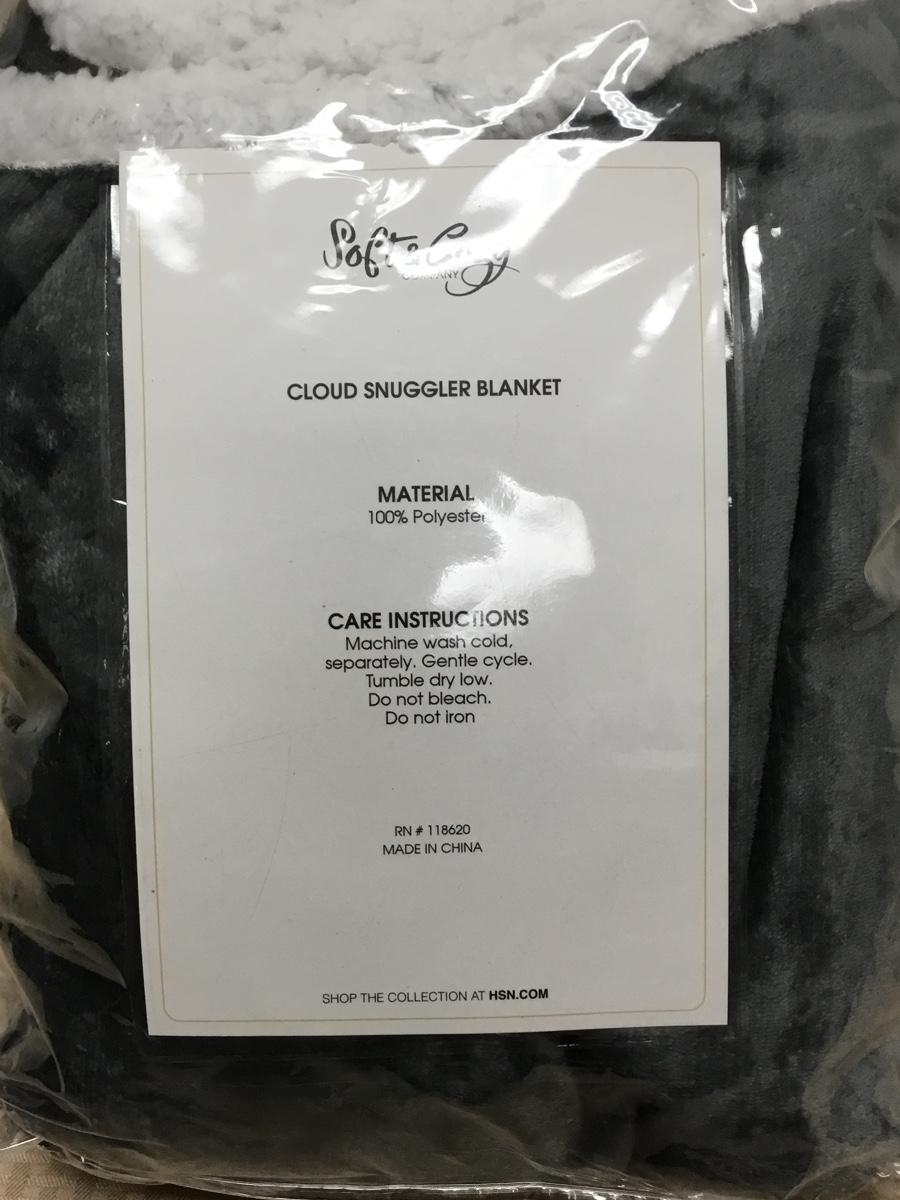 Soft & Cozy
COMPANY
CLOUD SNUGGLER BLANKET
MATERIAL
100% Polyester
CARE INSTRUCTIONS
Machine wash cold,
separately. Gentle cycle.
Tumble dry low.
Do not bleach.
Do not iron
RN # 118620
MADE IN CHINA
SHOP THE COLLECTION AT HSN.COM